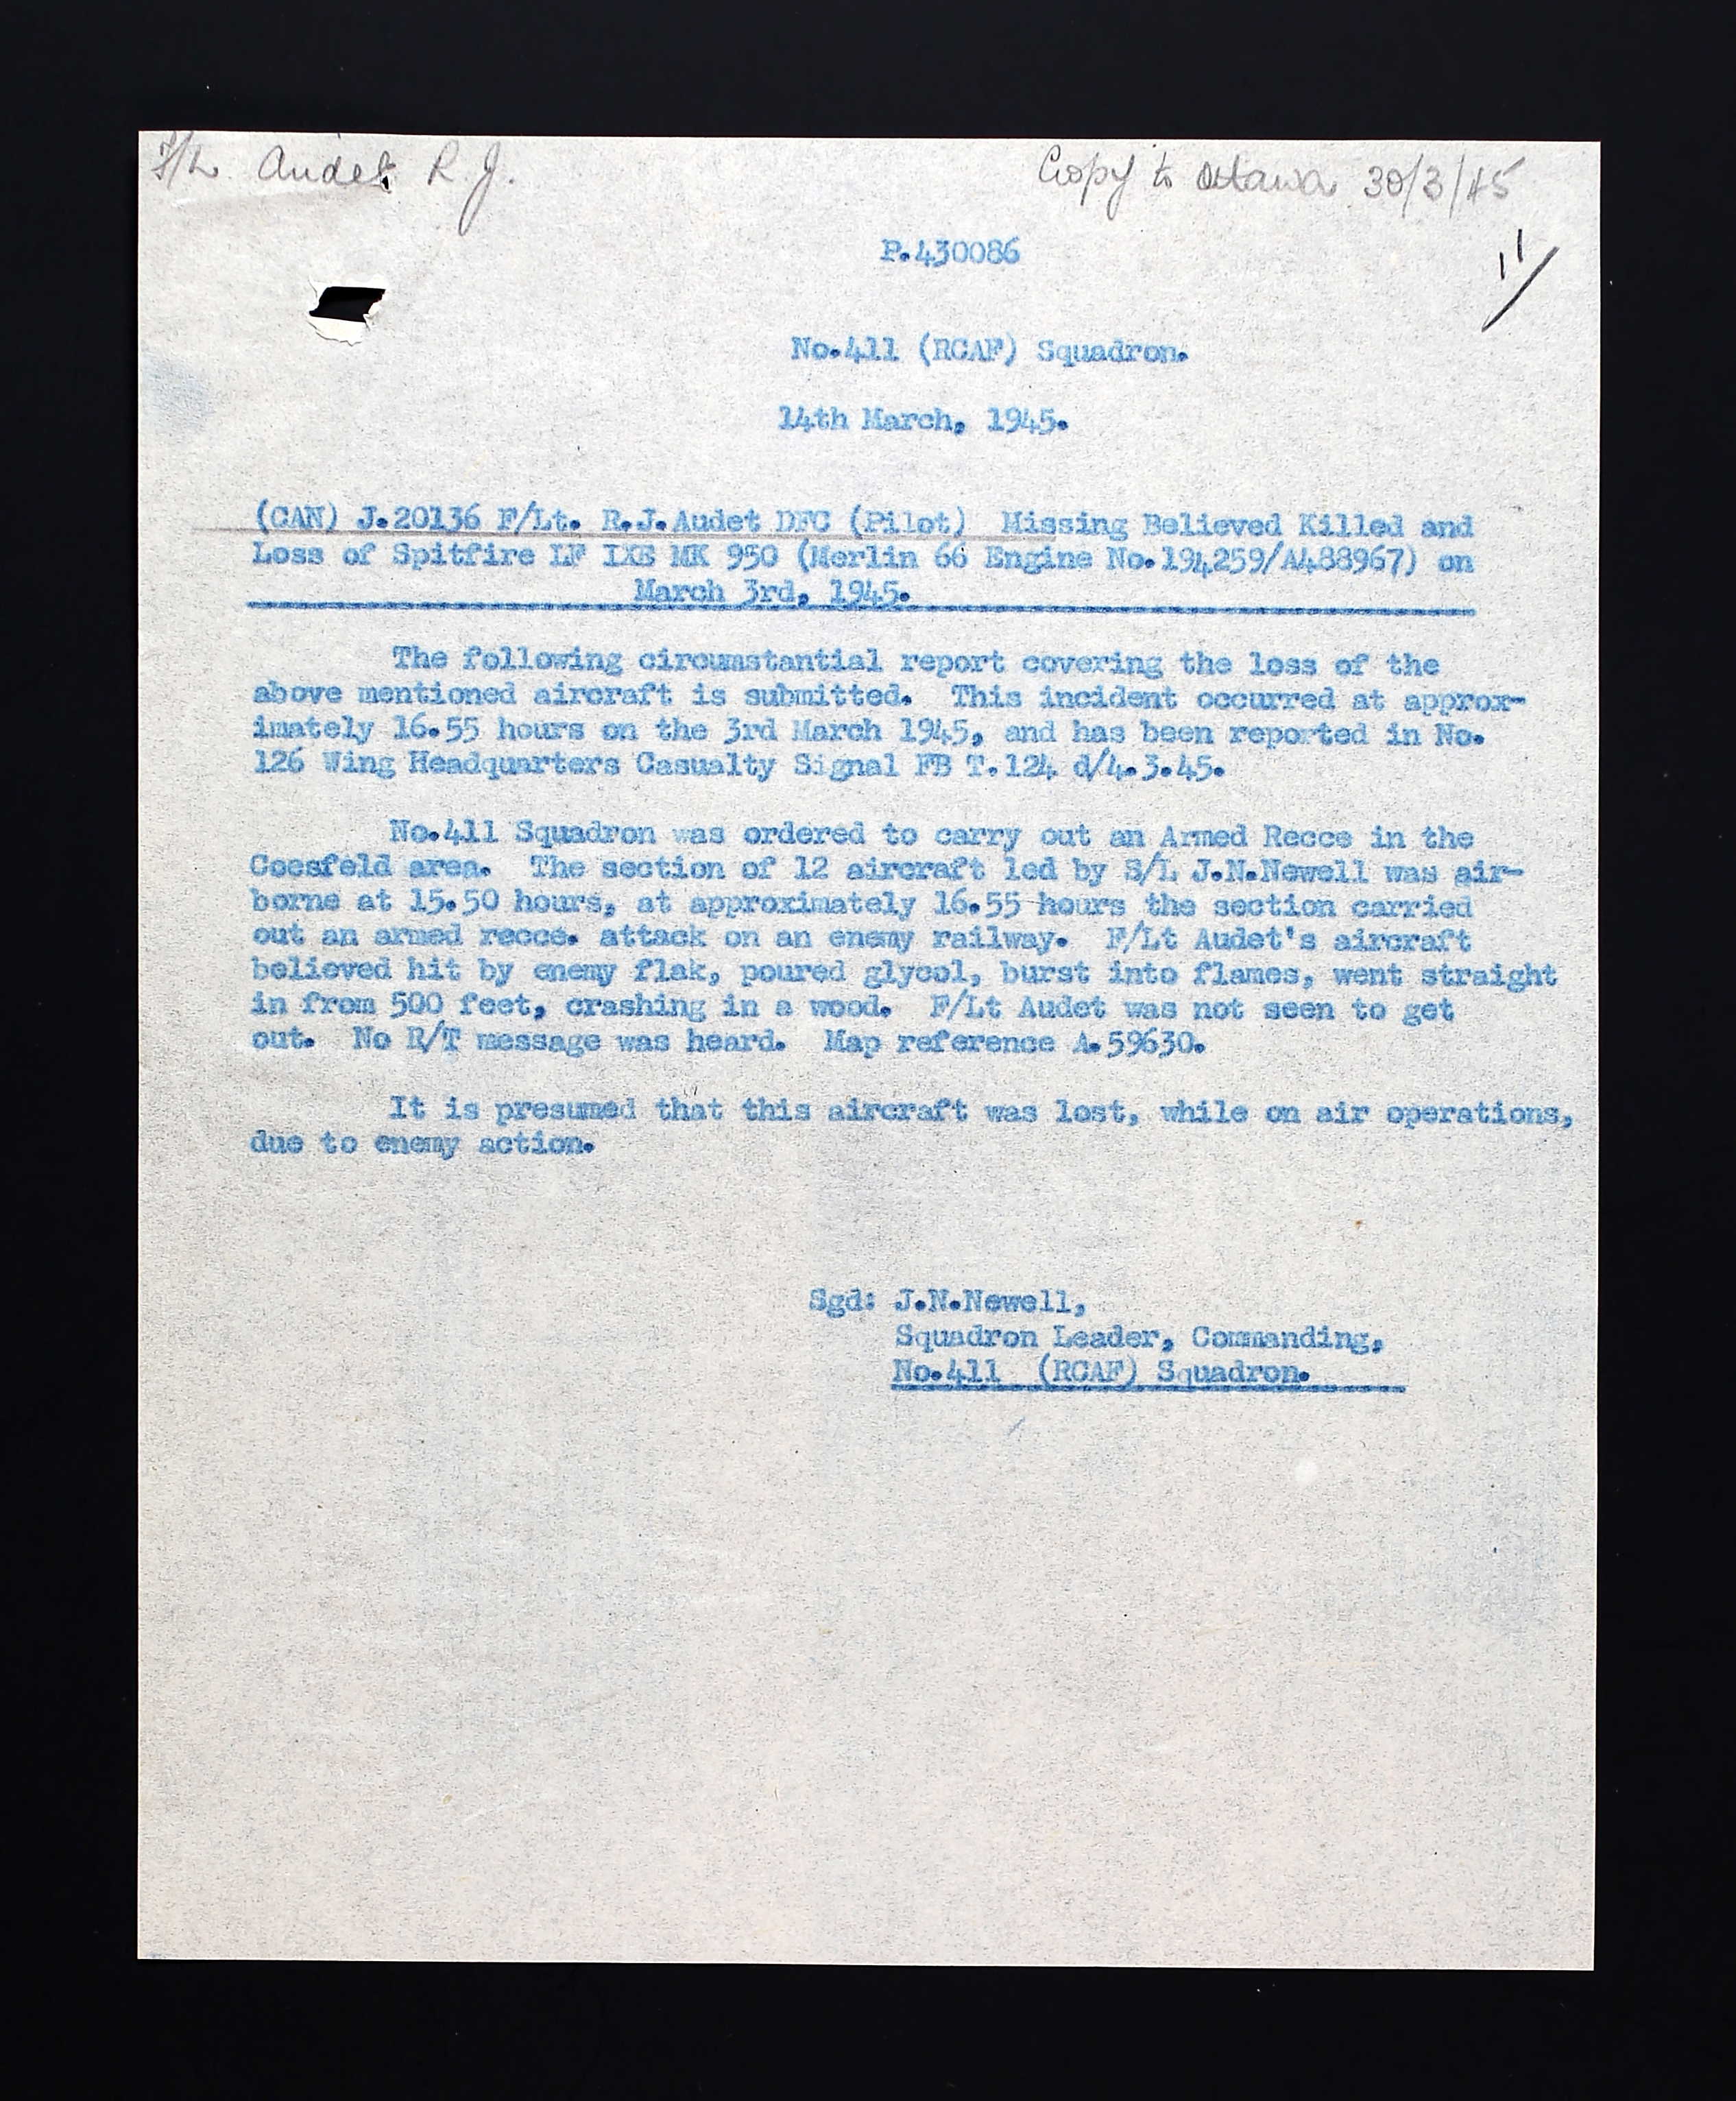 F/L. Audet R. J.
Copy to Ottawa 30/3/45
11
P.430086
No.411 (RCAF) Squadron.
14th March, 1945.
(CAN) J.20136 F/Lt. R.J.Audet DFC (Pilot) Missing Believed Killed and
Loss of Spitfire LF IXE MK 950 (Merlin 66 Engine No.194259/A488967) on
March 3rd, 1945.
The following circumstantial report covering the loss of the
above mentioned aircraft is submitted. This incident occurred at approx-
imately 16.55 hours on the 3rd March 1945, and has been reported in No.
126 Wing Headquarters Casualty Signal FB T.124 d/4.3.45.
No.411 Squadron was ordered to carry out an Armed Recce in the
Coesfeld area. The section of 12 aircraft led by S/L J.N.Newell was air-
borne at 15.50 hours, at approximately 16.55 hours the section carried
out an armed recce. attack on an enemy railway. F/Lt Audet's aircraft
believed hit by enemy flak, poured glycol, burst into flames, went straight
in from 500 feet, crashing in a wood. F/Lt Audet was not seen to get
out. No R/T message was heard. Map reference A.59630.
It is presumed that this aircraft was lost, while on air operations,
due to enemy action.
Sgd: J.N.Newell,
Squadron Leader, Commanding,
No.411 (RCAF) Squadron.